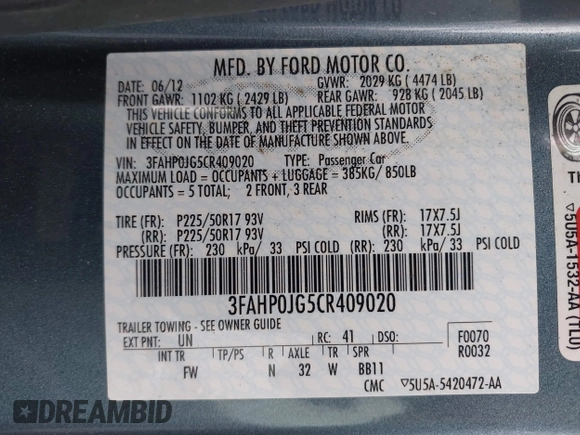 MFD. BY FORD MOTOR CO.
DATE: 06/12 GVWR: 2029 KG ( 4474 LB)
FRONT GAWR: 1102 KG ( 2429 LB) REAR GAWR: 928 KG ( 2045 LB)
THIS VEHICLE CONFORMS TO ALL APPLICABLE FEDERAL MOTOR
VEHICLE SAFETY, BUMPER, AND THEFT PREVENTION STANDARDS
IN EFFECT ON THE DATE OF MANUFACTURE SHOWN ABOVE.
VIN: 3FAHP0JG5CR409020 TYPE: Passenger Car
MAXIMUM LOAD = OCCUPANTS + LUGGAGE = 385KG/ 850LB
OCCUPANTS = 5 TOTAL; 2 FRONT, 3 REAR
TIRE (FR): P225/50R17 93V RIMS (FR): 17X7.5J
(RR): P225/50R17 93V (RR): 17X7.5J
PRESSURE (FR): 230 kPa/ 33 PSI COLD (RR): 230 kPa/ 33 PSI COLD
3FAHP0JG5CR409020
TRAILER TOWING - SEE OWNER GUIDE
EXT PNT: UN RC: 41 DSO: F0070
R0032
INT TR TP/PS R AXLE TR SPR
FW N 32 W BB11
CMC ▽5U5A-5420472-AA
TH
▽5U5A-1532-AA (TLU)
DREAMBID